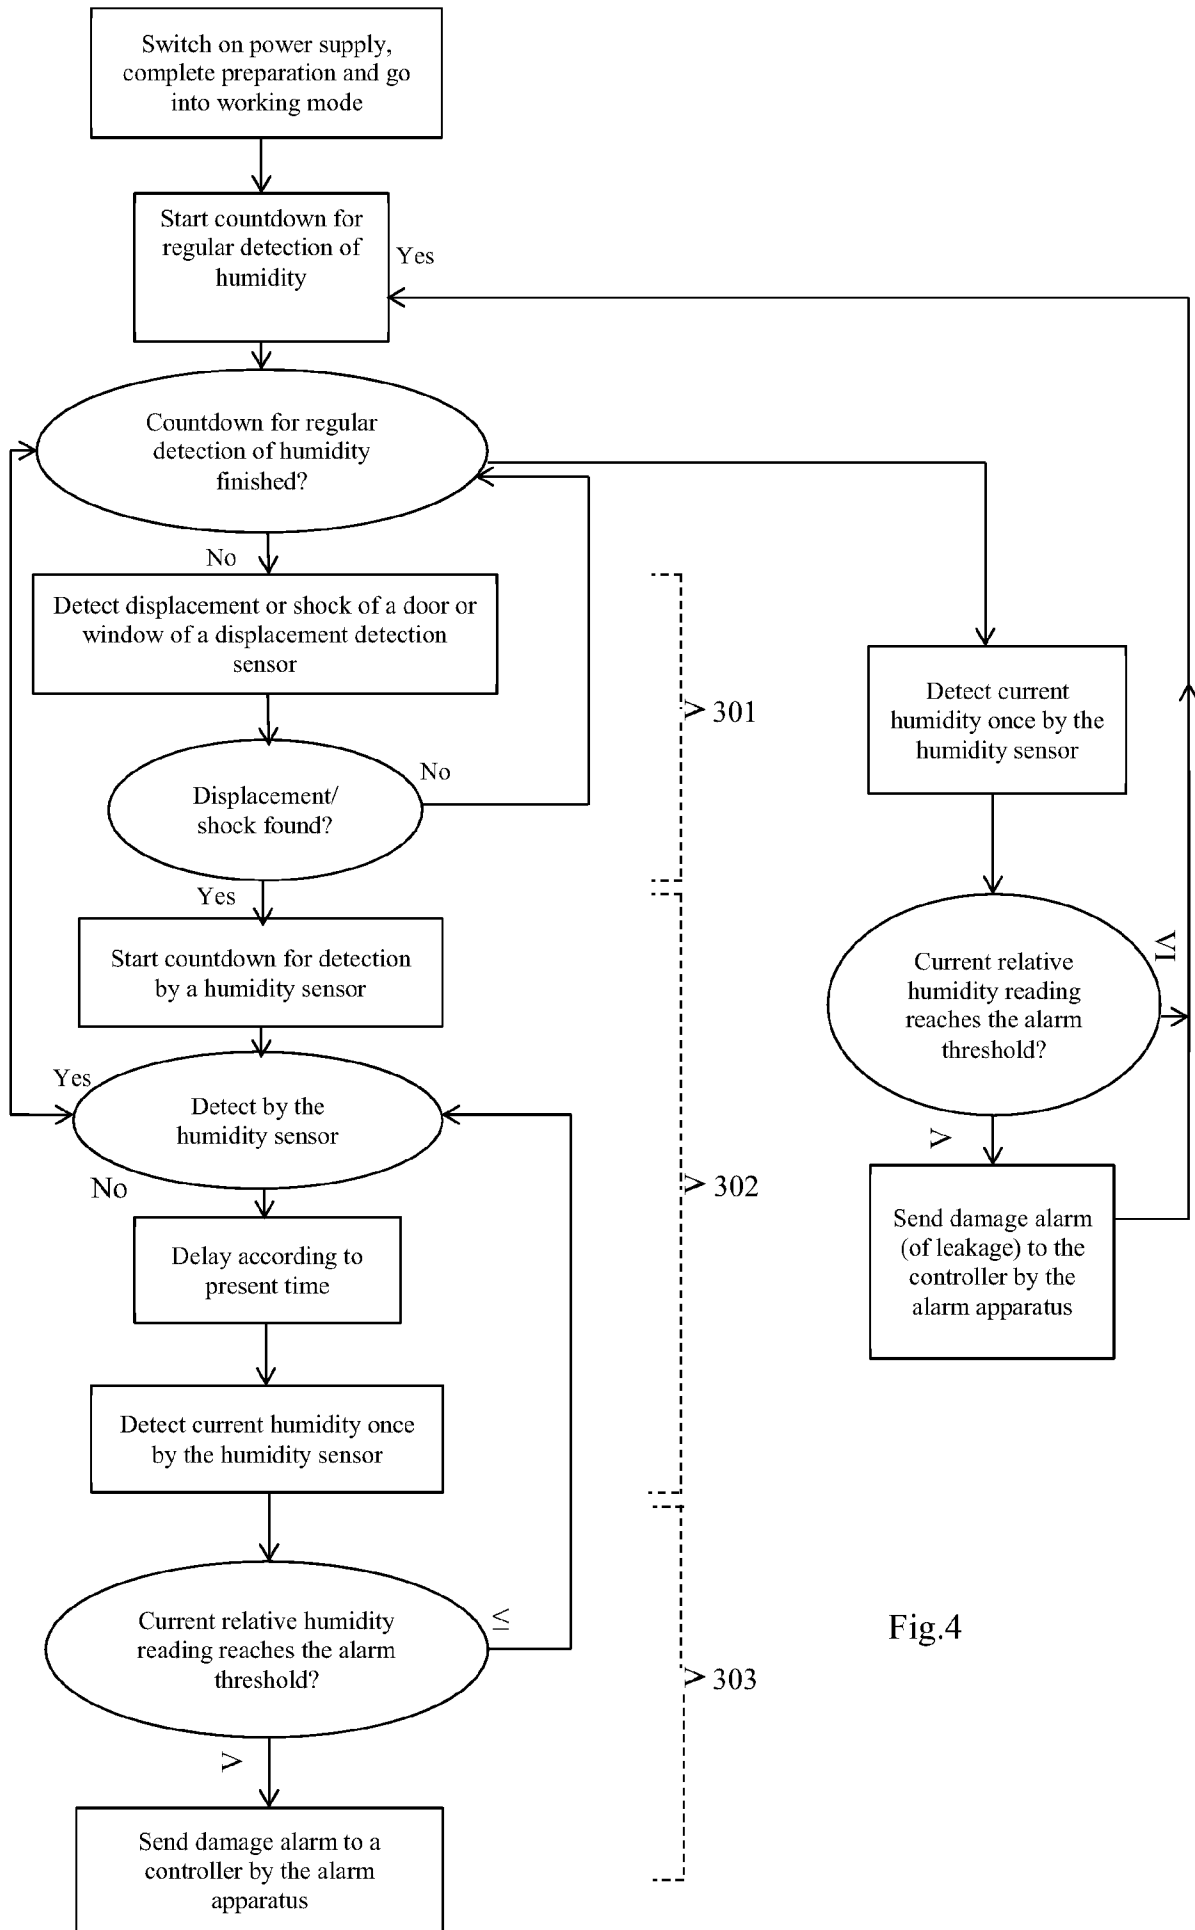 Switch on power supply,
complete preparation and go
into working mode
Start countdown for
regular detection of
humidity
Yes
Countdown for regular
detection of humidity
finished?
No
Detect displacement or shock of a door or
window of a displacement detection
sensor
Displacement/
shock found?
No
Yes
Start countdown for detection
by a humidity sensor
Yes
Detect by the
humidity sensor
No
Delay according to
present time
Detect current humidity once
by the humidity sensor
Current relative humidity
reading reaches the alarm
threshold?
≤
>
Send damage alarm to a
controller by the alarm
apparatus
301
302
303
Detect current
humidity once by the
humidity sensor
Current relative
humidity reading
reaches the alarm
threshold?
≤
>
Send damage alarm
(of leakage) to the
controller by the
alarm apparatus
Fig.4